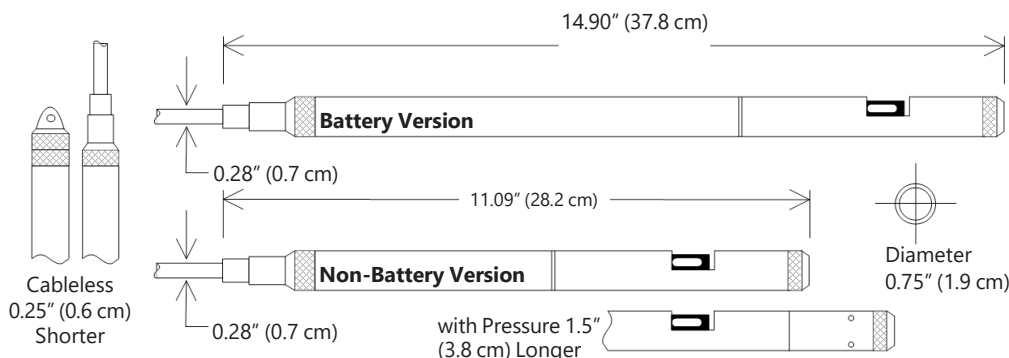 14.90” (37.8 cm)
Battery Version
0.28” (0.7 cm)
11.09” (28.2 cm)
Diameter
0.75” (1.9 cm)
Non-Battery Version
Cableless
0.25” (0.6 cm)
Shorter
0.28” (0.7 cm)
with Pressure 1.5”
(3.8 cm) Longer